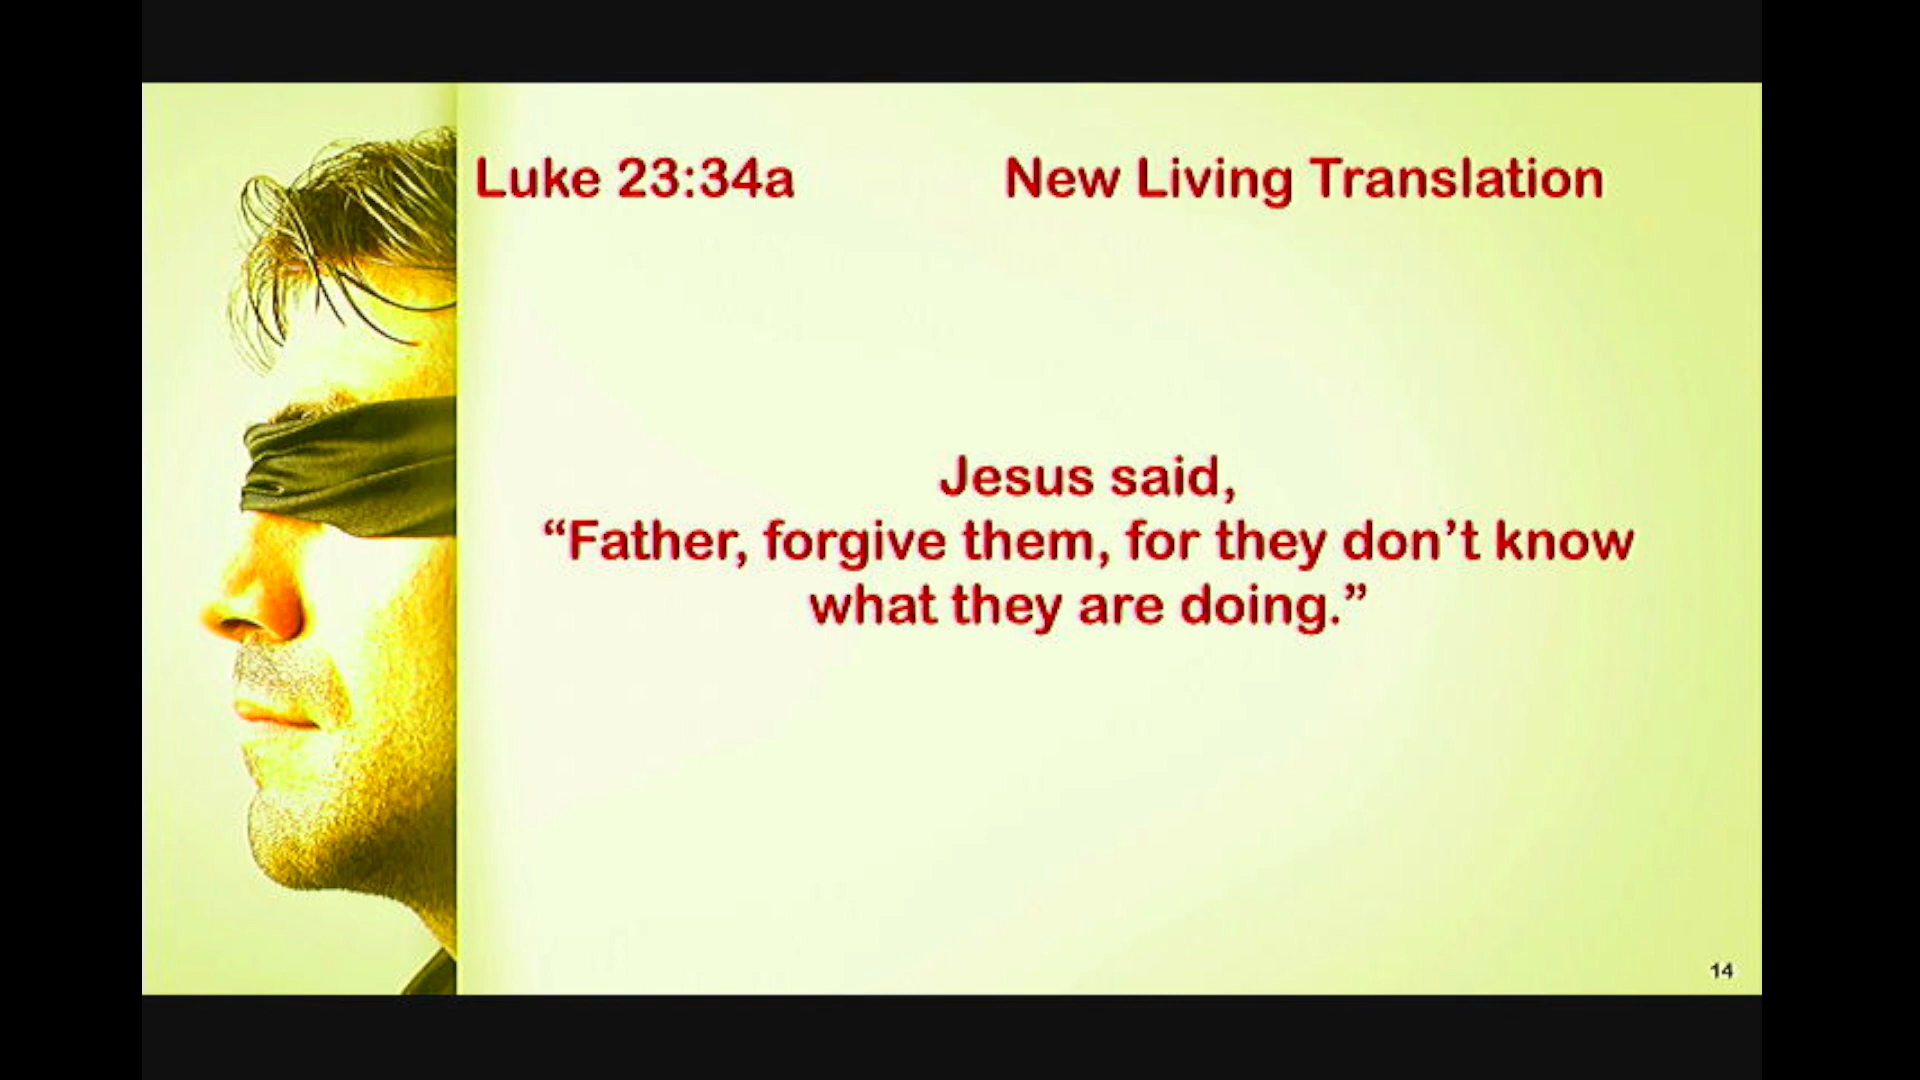 Luke 23:34a New Living Translation
Jesus said,
“Father, forgive them, for they don’t know
what they are doing.”
14